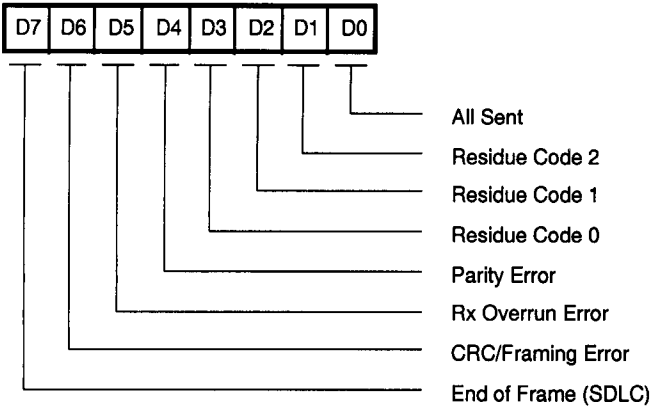 D7 D6 D5 D4 D3 D2 D1 D0
All Sent
Residue Code 2
Residue Code 1
Residue Code 0
Parity Error
Rx Overrun Error
CRC/Framing Error
End of Frame (SDLC)